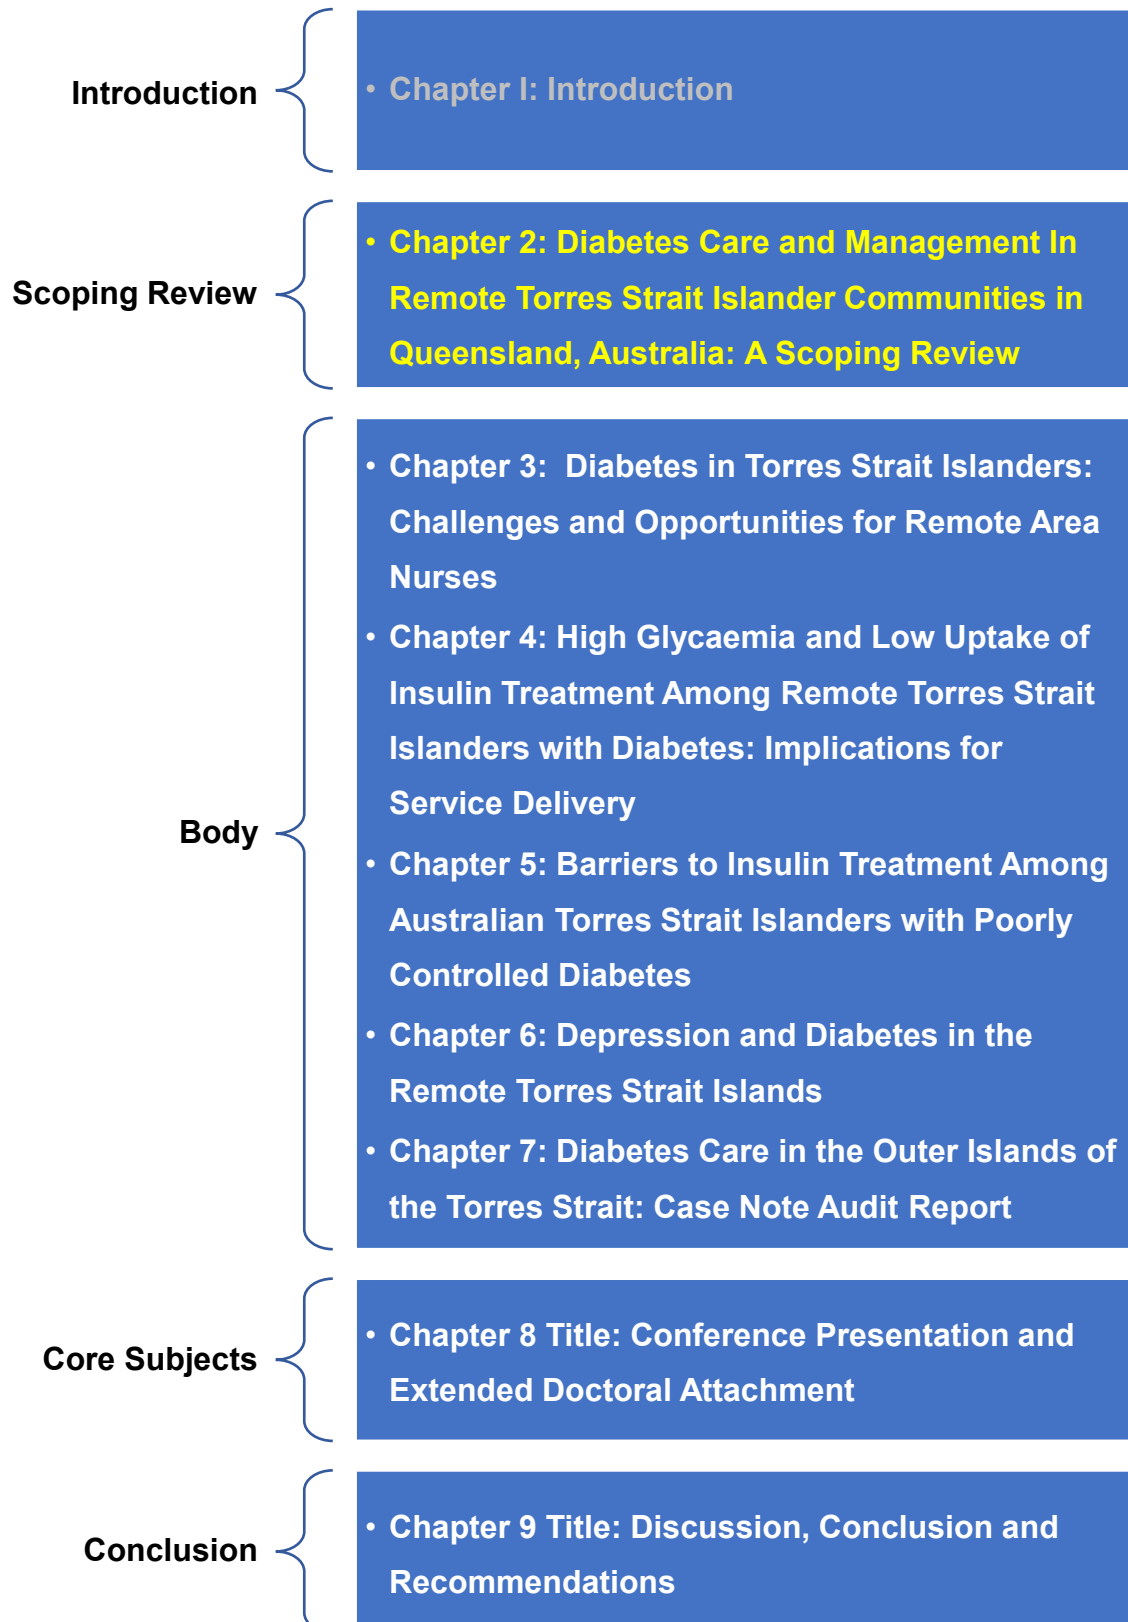 Introduction
• Chapter I: Introduction
Scoping Review
• Chapter 2: Diabetes Care and Management In
Remote Torres Strait Islander Communities in
Queensland, Australia: A Scoping Review
Body
• Chapter 3:  Diabetes in Torres Strait Islanders:
Challenges and Opportunities for Remote Area
Nurses
• Chapter 4: High Glycaemia and Low Uptake of
Insulin Treatment Among Remote Torres Strait
Islanders with Diabetes: Implications for
Service Delivery
• Chapter 5: Barriers to Insulin Treatment Among
Australian Torres Strait Islanders with Poorly
Controlled Diabetes
• Chapter 6: Depression and Diabetes in the
Remote Torres Strait Islands
• Chapter 7: Diabetes Care in the Outer Islands of
the Torres Strait: Case Note Audit Report
Core Subjects
• Chapter 8 Title: Conference Presentation and
Extended Doctoral Attachment
Conclusion
• Chapter 9 Title: Discussion, Conclusion and
Recommendations